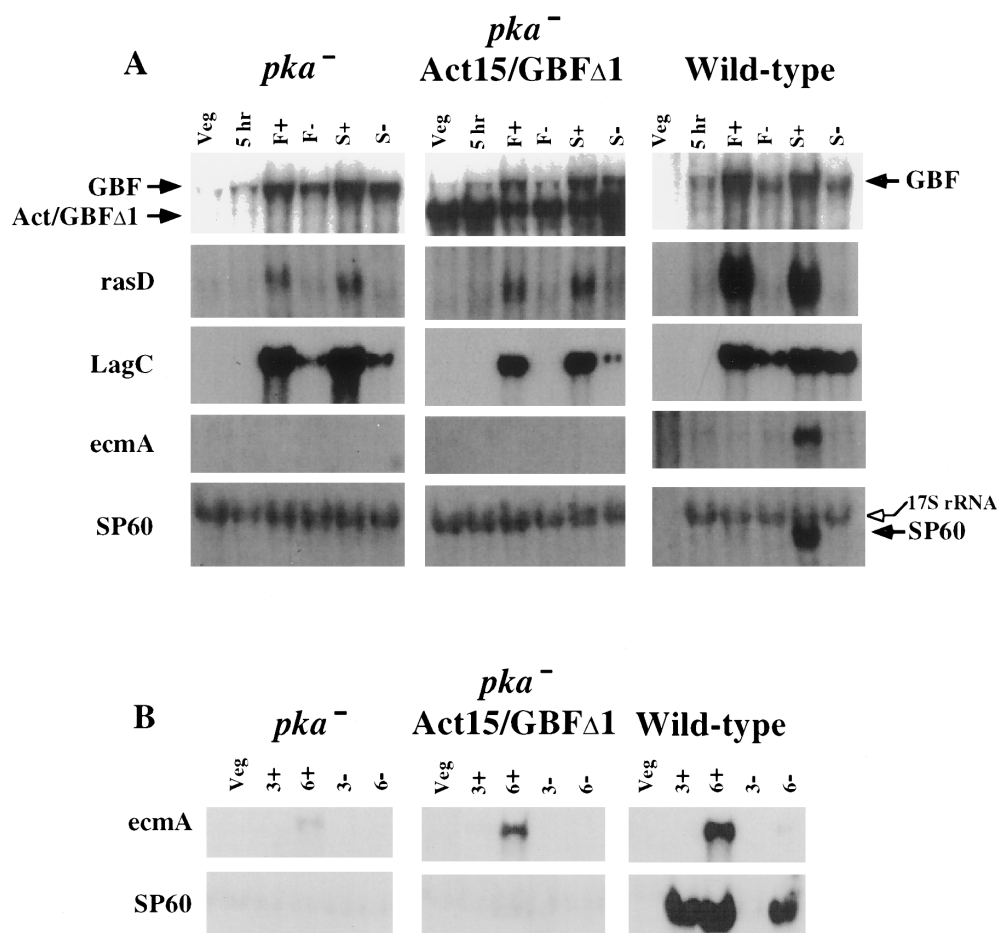 A
pka⁻
pka⁻
Act15/GBFΔ1
Wild-type
Veg 5 hr F+ F- S+ S-
Veg 5 hr F+ F- S+ S-
Veg 5 hr F+ F- S+ S-
GBF
GBF
Act/GBFΔ1
rasD
LagC
ecmA
SP60
17S rRNA
SP60
B
pka⁻
pka⁻
Act15/GBFΔ1
Wild-type
Veg 3+ 6+ 3- 6-
Veg 3+ 6+ 3- 6-
Veg 3+ 6+ 3- 6-
ecmA
SP60